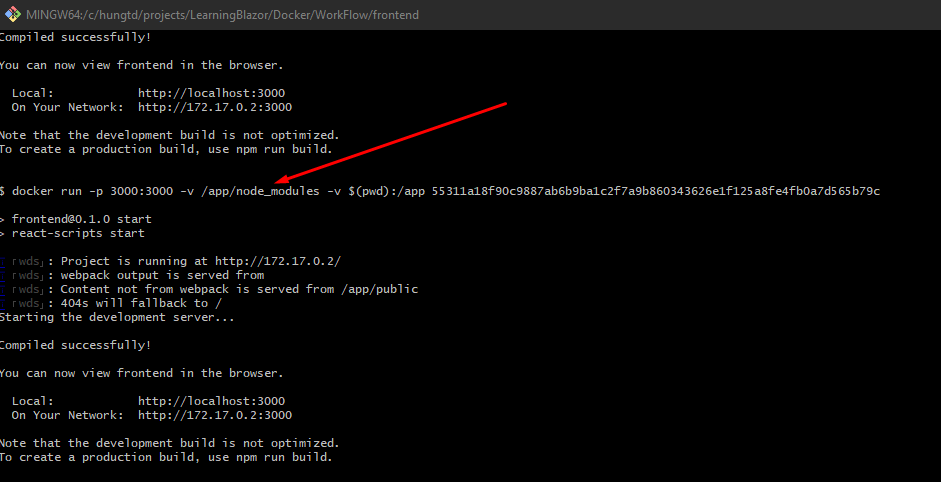 MINGW64:/c/hungtd/projects/LearningBlazor/Docker/WorkFlow/frontend
Compiled successfully!
You can now view frontend in the browser.
Local: http://localhost:3000
On Your Network: http://172.17.0.2:3000
Note that the development build is not optimized.
To create a production build, use npm run build.
$ docker run -p 3000:3000 -v /app/node_modules -v $(pwd):/app 55311a18f90c9887ab6b9ba1c2f7a9b860343626e1f125a8fe4fb0a7d565b79c
> frontend@0.1.0 start
> react-scripts start
｢wds｣: Project is running at http://172.17.0.2/
｢wds｣: webpack output is served from
｢wds｣: Content not from webpack is served from /app/public
｢wds｣: 404s will fallback to /
Starting the development server...
Compiled successfully!
You can now view frontend in the browser.
Local: http://localhost:3000
On Your Network: http://172.17.0.2:3000
Note that the development build is not optimized.
To create a production build, use npm run build.